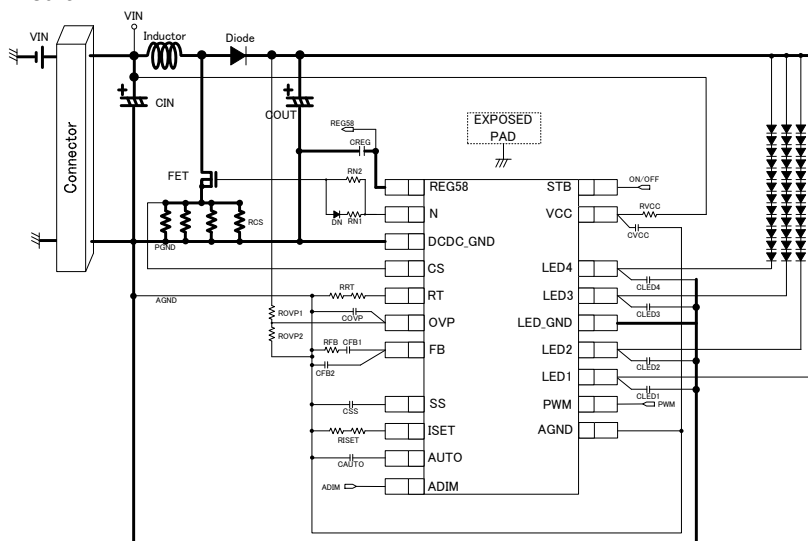 VIN
VIN
Inductor
Diode
CIN
COUT
REG58
CREG
EXPOSED
PAD
Connector
FET
RN2
RN1
DN
RCS
PGND
REG58
STB
ON/OFF
N
VCC
RVCC
CVCC
DCDC_GND
CS
LED4
CLED4
AGND
RRT
RT
LED3
CLED3
ROVP1
COVP
OVP
LED_GND
ROVP2
RFB
CFB1
FB
LED2
CLED2
CFB2
LED1
CLED1
CSS
SS
PWM
PWM
RISET
ISET
AGND
CAUTO
AUTO
ADIM
ADIM